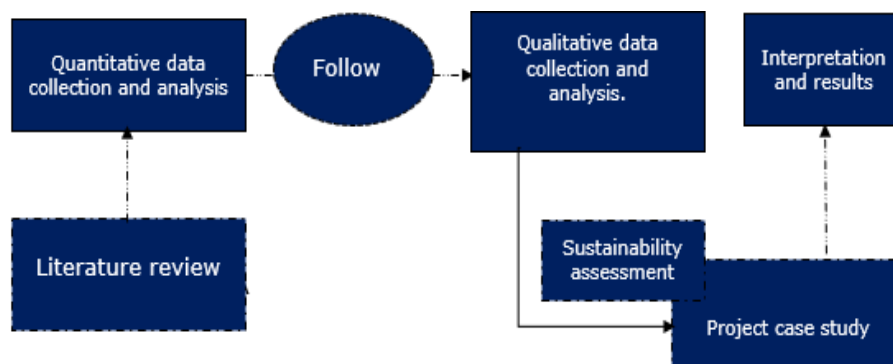 Quantitative data
collection and analysis
Follow
Qualitative data
collection and
analysis.
Interpretation
and results
Literature review
Sustainability
assessment
Project case study